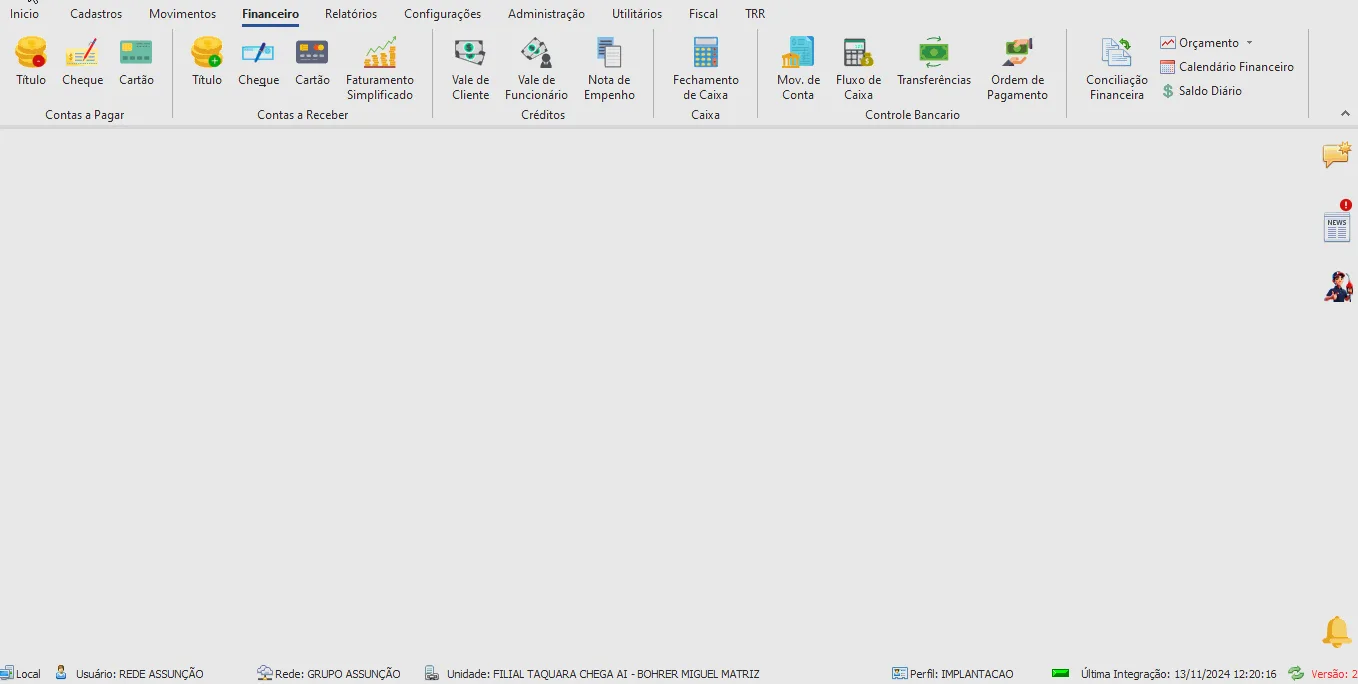 Inicio Cadastros Movimentos Financeiro Relatórios Configurações Administração Utilitários Fiscal TRR
Título Cheque Cartão
Contas a Pagar
Título Cheque Cartão Faturamento Simplificado
Contas a Receber
Vale de Cliente
Vale de Funcionário
Nota de Empenho
Créditos
Fechamento de Caixa
Caixa
Mov. de Conta
Fluxo de Caixa
Transferências
Ordem de Pagamento
Controle Bancario
Conciliação Financeira
Orçamento
Calendário Financeiro
$ Saldo Diário
!
NEWS
Local Usuário: REDE ASSUNÇÃO Rede: GRUPO ASSUNÇÃO Unidade: FILIAL TAQUARA CHEGA AI - BOHRER MIGUEL MATRIZ Perfil: IMPLANTACAO Última Integração: 13/11/2024 12:20:16 Versão: 2